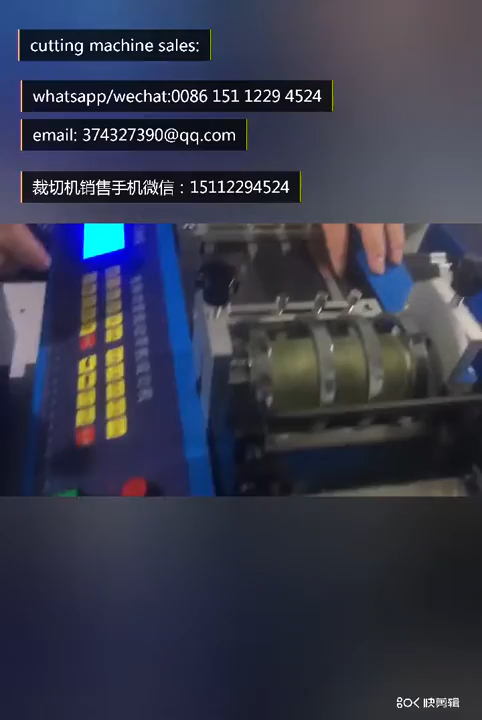 cutting machine sales:
whatsapp/wechat:0086 151 1229 4524
email: 374327390@qq.com
裁切机销售手机微信：15112294524
快剪辑